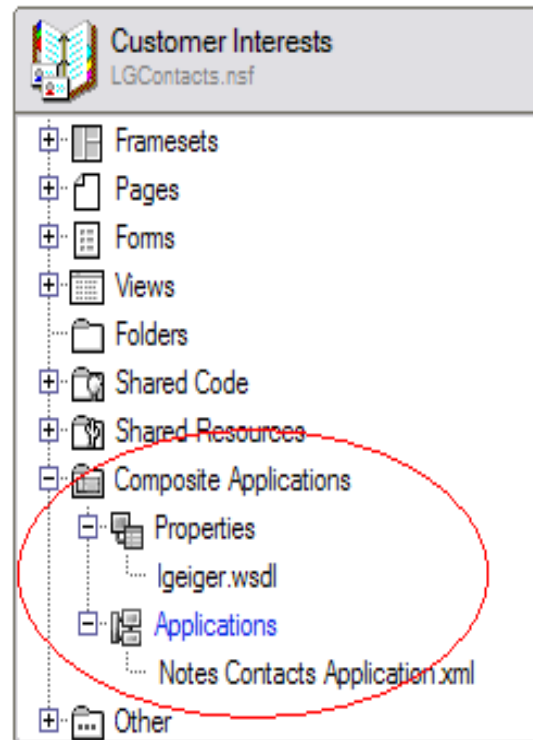 Customer Interests
LGContacts.nsf
Framesets
Pages
Forms
Views
Folders
Shared Code
Shared Resources
Composite Applications
Properties
lgeiger.wsdl
Applications
Notes Contacts Application.xml
Other